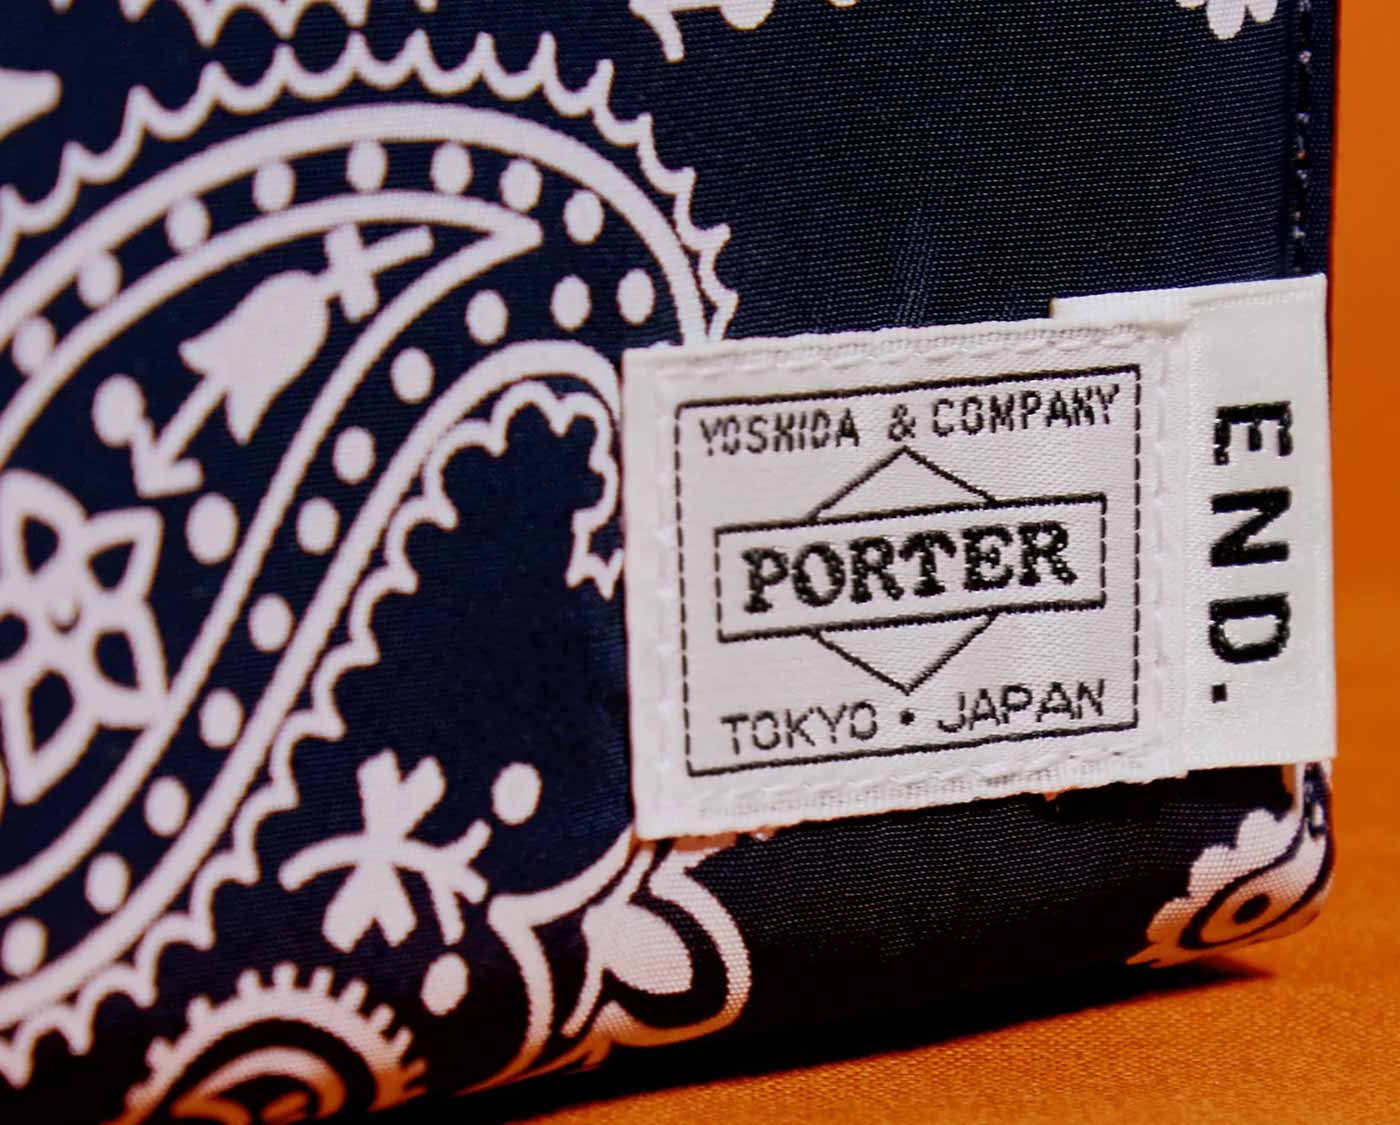 YOSHIDA & COMPANY
PORTER
TOKYO • JAPAN
END.